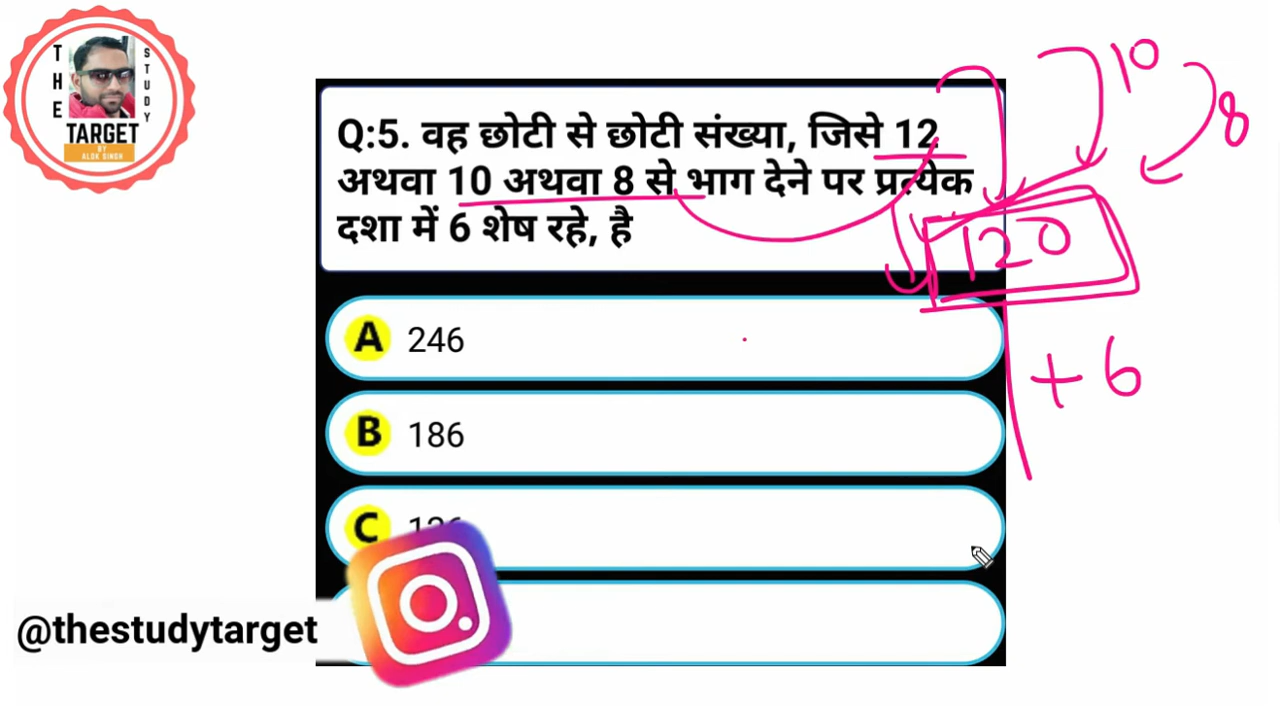 THE
STUDY
TARGET
BY
ALOK SINGH
Q:5. वह छोटी से छोटी संख्या, जिसे 12
अथवा 10 अथवा 8 से भाग देने पर प्रत्येक
दशा में 6 शेष रहे, है
10
8
120
+ 6
A 246
B 186
C
@thestudytarget